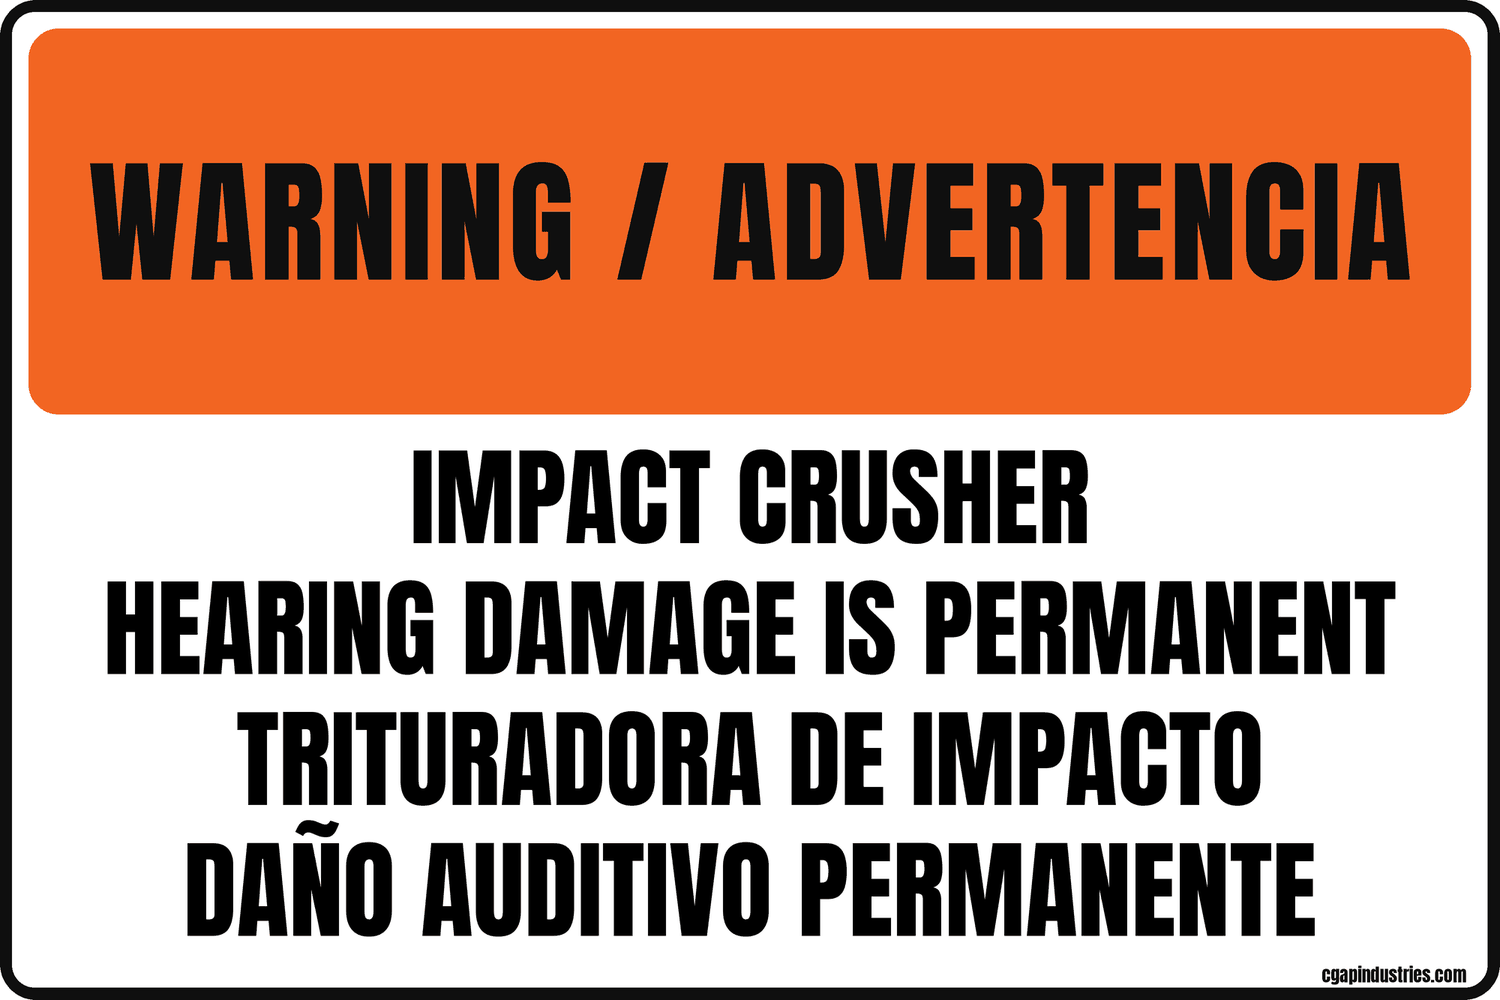 WARNING / ADVERTENCIA
IMPACT CRUSHER
HEARING DAMAGE IS PERMANENT
TRITURADORA DE IMPACTO
DAÑO AUDITIVO PERMANENTE
cgapindustries.com